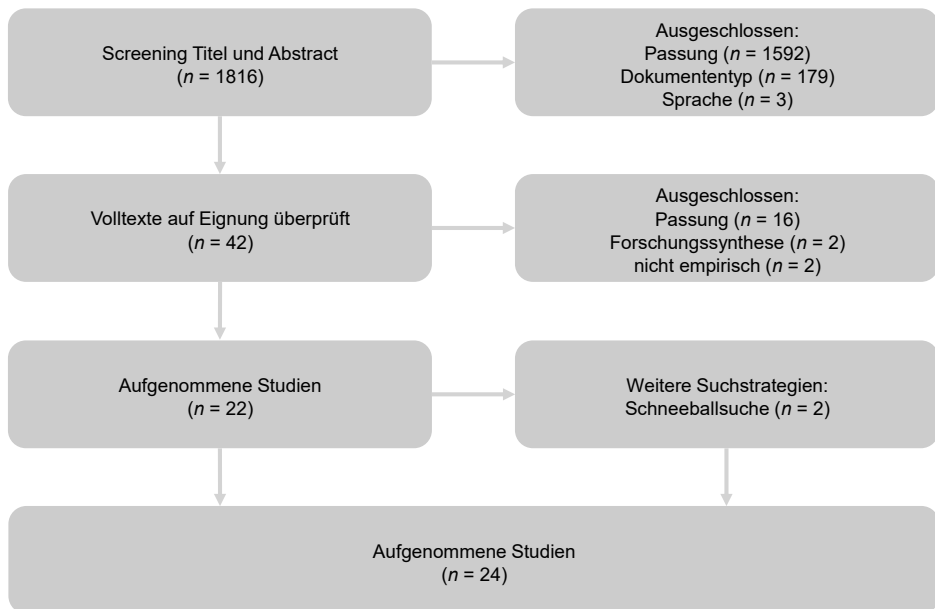 Screening Titel und Abstract
(n = 1816)
Ausgeschlossen:
Passung (n = 1592)
Dokumententyp (n = 179)
Sprache (n = 3)
Volltexte auf Eignung überprüft
(n = 42)
Ausgeschlossen:
Passung (n = 16)
Forschungssynthese (n = 2)
nicht empirisch (n = 2)
Aufgenommene Studien
(n = 22)
Weitere Suchstrategien:
Schneeballsuche (n = 2)
Aufgenommene Studien
(n = 24)